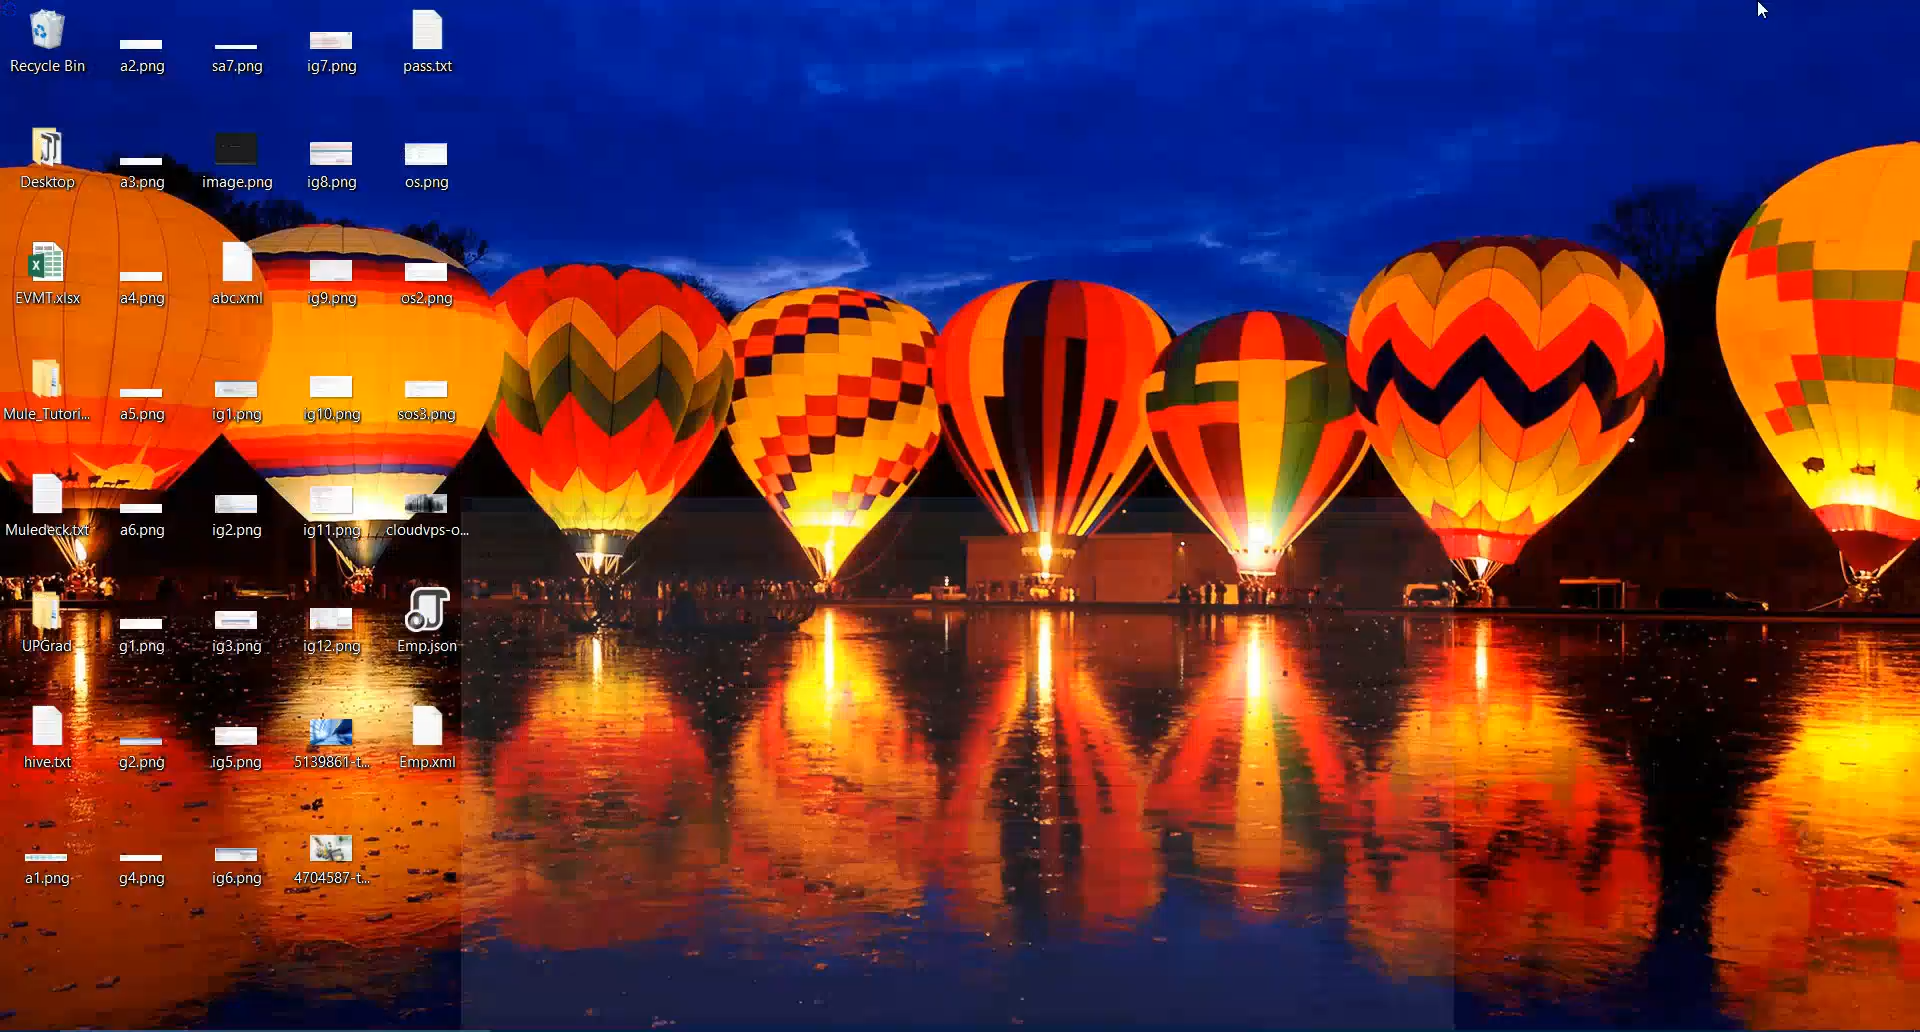 Recycle Bin
a2.png
sa7.png
ig7.png
pass.txt
Desktop
a3.png
image.png
ig8.png
os.png
EVMT.xlsx
a4.png
abc.xml
ig9.png
os2.png
Mule_Tutori...
a5.png
ig1.png
ig10.png
sos3.png
Muledeck.txt
a6.png
ig2.png
ig11.png
cloudvps-o...
UPGrad
g1.png
ig3.png
ig12.png
Emp.json
hive.txt
g2.png
ig5.png
5139861-t...
Emp.xml
a1.png
g4.png
ig6.png
4704587-t...